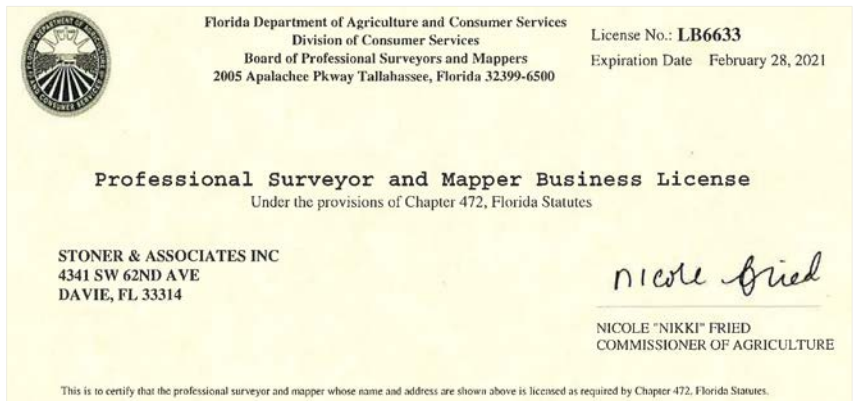 Florida Department of Agriculture and Consumer Services
Division of Consumer Services
Board of Professional Surveyors and Mappers
2005 Apalachee Pkway Tallahassee, Florida 32399-6500
License No.: LB6633
Expiration Date February 28, 2021
Professional Surveyor and Mapper Business License
Under the provisions of Chapter 472, Florida Statutes
STONER & ASSOCIATES INC
4341 SW 62ND AVE
DAVIE, FL 33314
nicole fried
NICOLE "NIKKI" FRIED
COMMISSIONER OF AGRICULTURE
This is to certify that the professional surveyor and mapper whose name and address are shown above is licensed as required by Chapter 472, Florida Statutes.